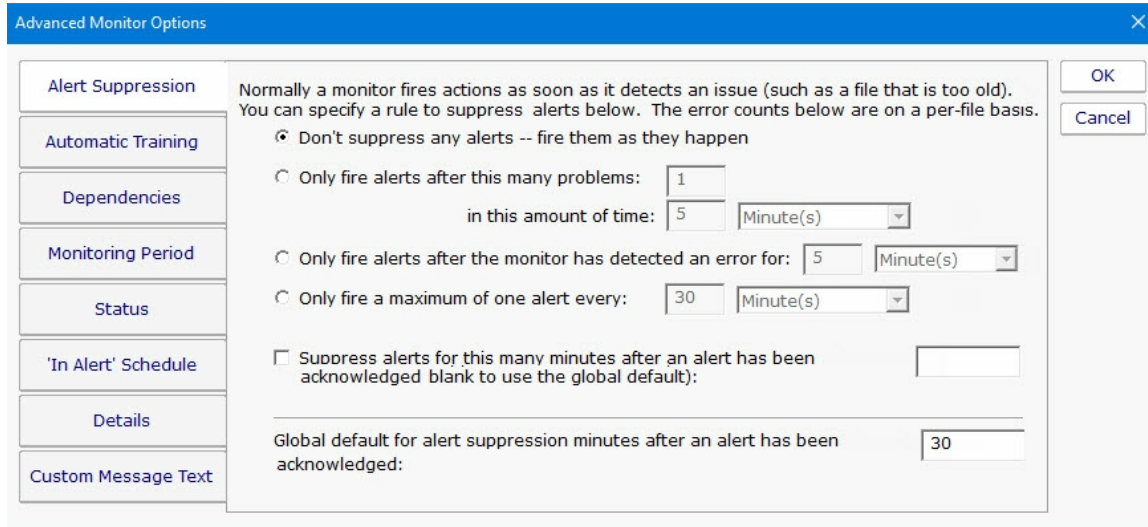 Advanced Monitor Options
Alert Suppression
Automatic Training
Dependencies
Monitoring Period
Status
'In Alert' Schedule
Details
Custom Message Text
Normally a monitor fires actions as soon as it detects an issue (such as a file that is too old).
You can specify a rule to suppress alerts below. The error counts below are on a per-file basis.
Don't suppress any alerts -- fire them as they happen
Only fire alerts after this many problems: 1
in this amount of time: 5 Minute(s)
Only fire alerts after the monitor has detected an error for: 5 Minute(s)
Only fire a maximum of one alert every: 30 Minute(s)
Suppress alerts for this many minutes after an alert has been
acknowledged blank to use the global default):
Global default for alert suppression minutes after an alert has been 30
acknowledged:
OK
Cancel